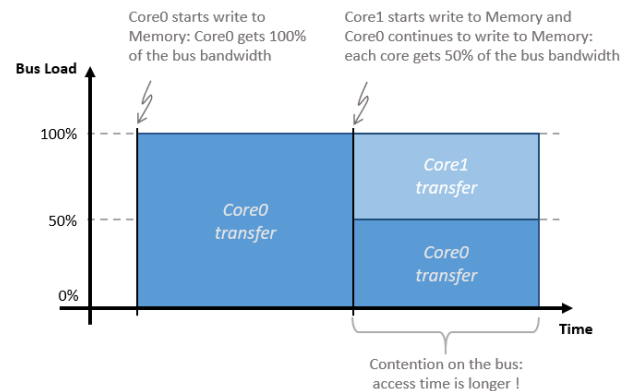 Core0 starts write to
Memory: Core0 gets 100%
of the bus bandwidth
Core1 starts write to Memory and
Core0 continues to write to Memory:
each core gets 50% of the bus bandwidth
Bus Load
100%
Core1
transfer
Core0
transfer
50%
Core0
transfer
0%
Time
Contention on the bus:
access time is longer !